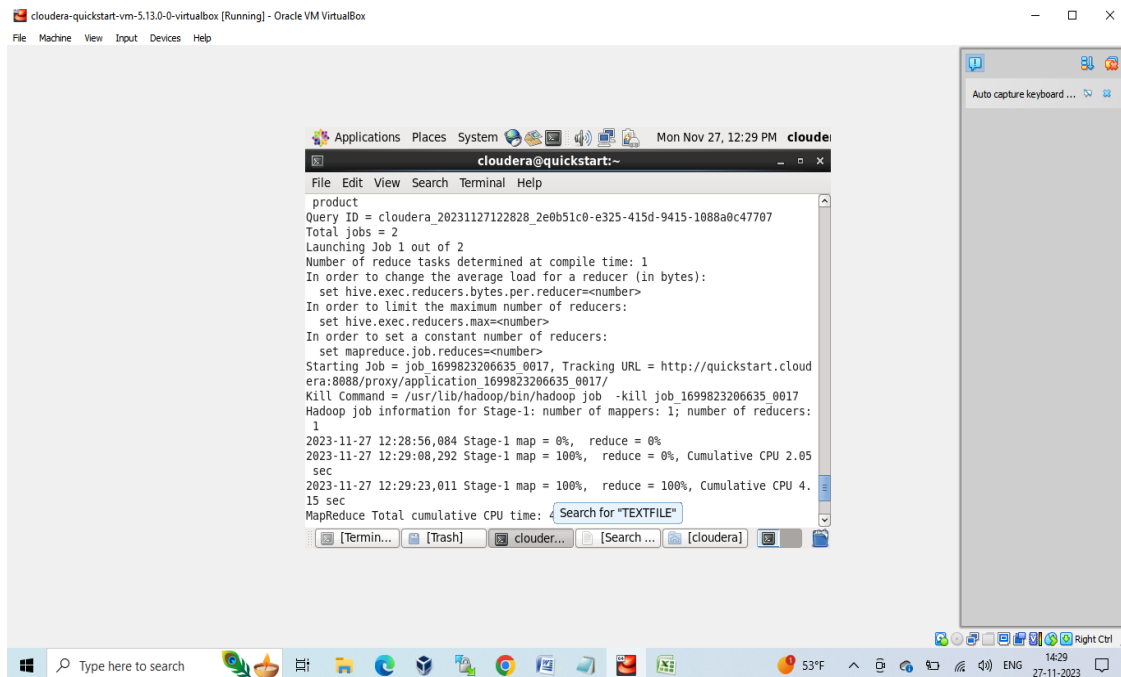 cloudera-quickstart-vm-5.13.0-0-virtualbox [Running] - Oracle VM VirtualBox
File Machine View Input Devices Help
Auto capture keyboard ...
Applications Places System Mon Nov 27, 12:29 PM cloude
cloudera@quickstart:~
File Edit View Search Terminal Help
product
Query ID = cloudera_20231127122828_2e0b51c0-e325-415d-9415-1088a0c47707
Total jobs = 2
Launching Job 1 out of 2
Number of reduce tasks determined at compile time: 1
In order to change the average load for a reducer (in bytes):
set hive.exec.reducers.bytes.per.reducer=<number>
In order to limit the maximum number of reducers:
set hive.exec.reducers.max=<number>
In order to set a constant number of reducers:
set mapreduce.job.reduces=<number>
Starting Job = job_1699823206635_0017, Tracking URL = http://quickstart.cloud
era:8088/proxy/application_1699823206635_0017/
Kill Command = /usr/lib/hadoop/bin/hadoop job  -kill job_1699823206635_0017
Hadoop job information for Stage-1: number of mappers: 1; number of reducers:
1
2023-11-27 12:28:56,084 Stage-1 map = 0%,  reduce = 0%
2023-11-27 12:29:08,292 Stage-1 map = 100%,  reduce = 0%, Cumulative CPU 2.05
sec
2023-11-27 12:29:23,011 Stage-1 map = 100%,  reduce = 100%, Cumulative CPU 4.
15 sec
MapReduce Total cumulative CPU time: 4
Search for "TEXTFILE"
[Termin... [Trash] clouder... [Search ... [cloudera]
Right Ctrl
Type here to search 53°F ENG 14:29
27-11-2023